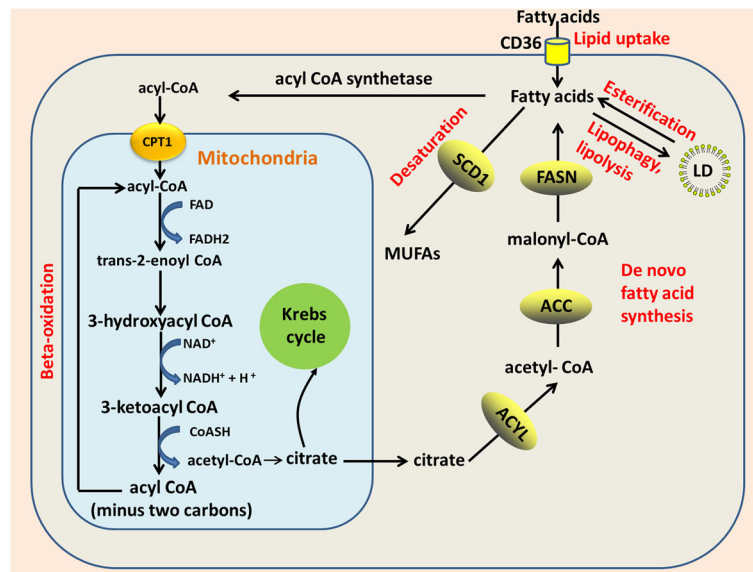 Fatty acids
CD36
Lipid uptake
acyl-CoA
acyl CoA synthetase
Fatty acids
Esterification
Lipophagy,
lipolysis
LD
CPT1
Mitochondria
Desaturation
SCD1
FASN
acyl-CoA
FAD
FADH2
MUFAs
malonyl-CoA
trans-2-enoyl CoA
De novo
fatty acid
synthesis
ACC
Krebs
cycle
Beta-oxidation
3-hydroxyacyl CoA
NAD⁺
NADH⁺ + H⁺
acetyl- CoA
3-ketoacyl CoA
CoASH
ACYL
acetyl-CoA
citrate
citrate
acyl CoA
(minus two carbons)